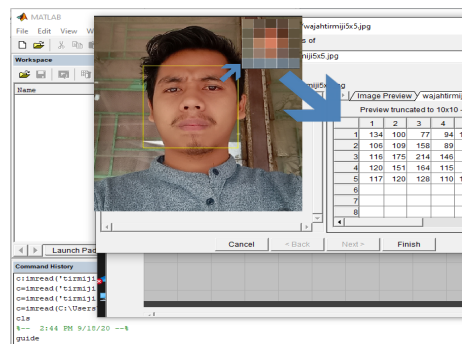 MATLAB
File Edit View W
Workspace
Name
Launch Pad
Command History
c:imread('tirmiji
c=imread('tirmiji
c=imread('tirmiji
c=imread(C:\Users
cls
%-- 2:44 PM 9/18/20 --%
guide
/wajahtirmiji5x5.jpg
s of
iji5x5.jpg
Image Preview
wajahtirmij
Preview truncated to 10x10 -
1 2 3 4
1 134 100 77 94 1
2 106 109 158 89
3 116 175 214 146
4 120 151 164 115
5 117 120 128 110 1
6
7
8
Cancel < Back Next > Finish